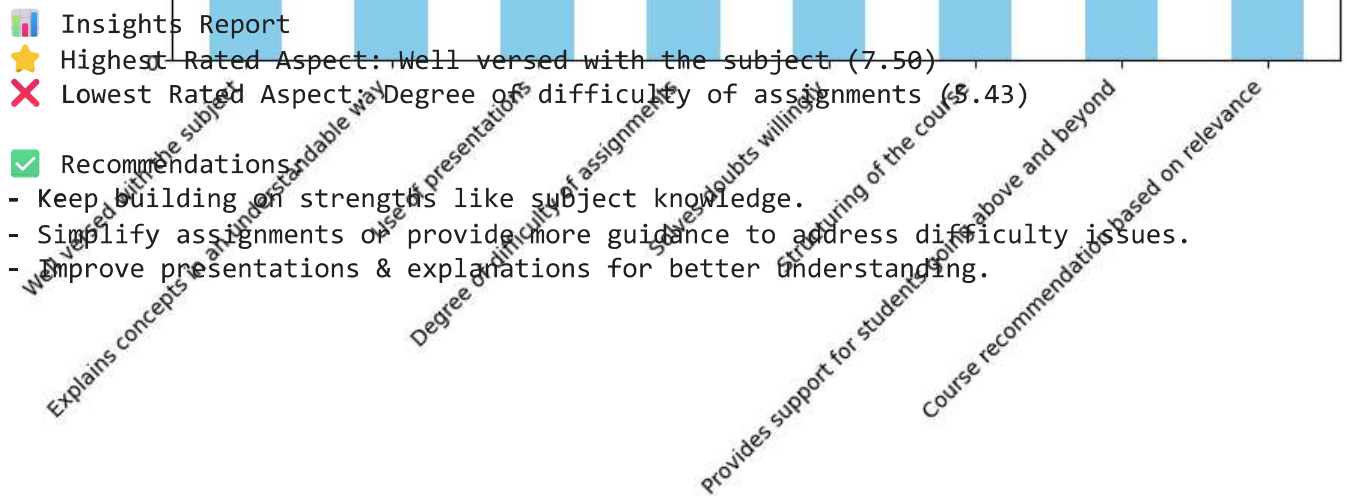 📊 Insights Report
⭐ Highest Rated Aspect: Well versed with the subject (7.50)
❌ Lowest Rated Aspect: Degree of difficulty of assignments (5.43)
✅ Recommendations:
- Keep building on strengths like subject knowledge.
- Simplify assignments or provide more guidance to address difficulty issues.
- Improve presentations & explanations for better understanding.
0
Well versed with the subject
Explains concepts in an understandable way
Use of presentations
Degree of difficulty of assignments
Solves doubts willingly
Structuring of the course
Provides support for students going above and beyond
Course recommendation based on relevance